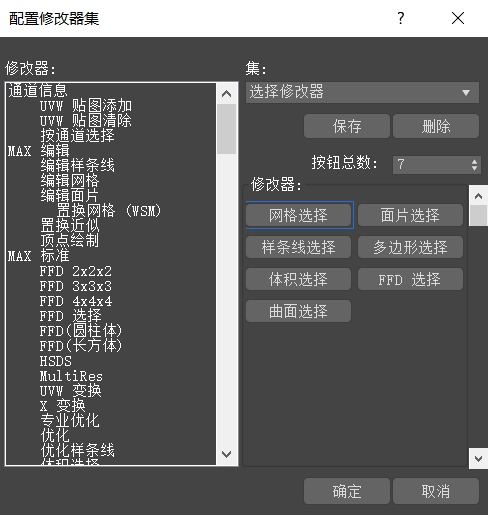 配置修改器集
?
修改器:
通道信息
UVW 贴图添加
UVW 贴图清除
按通道选择
MAX 编辑
编辑样条线
编辑网格
编辑面片
置换网格 (WSM)
置换近似
顶点绘制
MAX 标准
FFD 2x2x2
FFD 3x3x3
FFD 4x4x4
FFD 选择
FFD(圆柱体)
FFD(长方体)
HSDS
MultiRes
UVW 变换
X 变换
专业优化
优化
优化样条线
体积选择
集:
选择修改器
保存 删除
按钮总数: 7
修改器:
网格选择 面片选择
样条线选择 多边形选择
体积选择 FFD 选择
曲面选择
确定 取消